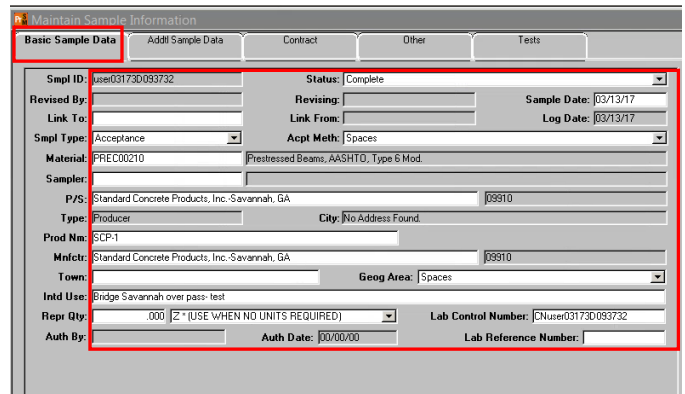 Maintain Sample Information
Basic Sample Data Addtl Sample Data Contract Other Tests
Smpl ID: user03173D093732 Status: Complete
Revised By: Revising: Sample Date: 03/13/17
Link To: Link From: Log Date: 03/13/17
Smpl Type: Acceptance Acpt Meth: Spaces
Material: PREC00210 Prestressed Beams, AASHTO, Type 6 Mod.
Sampler:
P/S: Standard Concrete Products, Inc.-Savannah, GA 09910
Type: Producer City: No Address Found.
Prod Nm: SCP-1
Mnfctr: Standard Concrete Products, Inc.-Savannah, GA 09910
Town: Geog Area: Spaces
Intd Use: Bridge Savannah over pass- test
Repr Qty: .000 Z * (USE WHEN NO UNITS REQUIRED) Lab Control Number: CNuser03173D093732
Auth By: Auth Date: 00/00/00 Lab Reference Number: